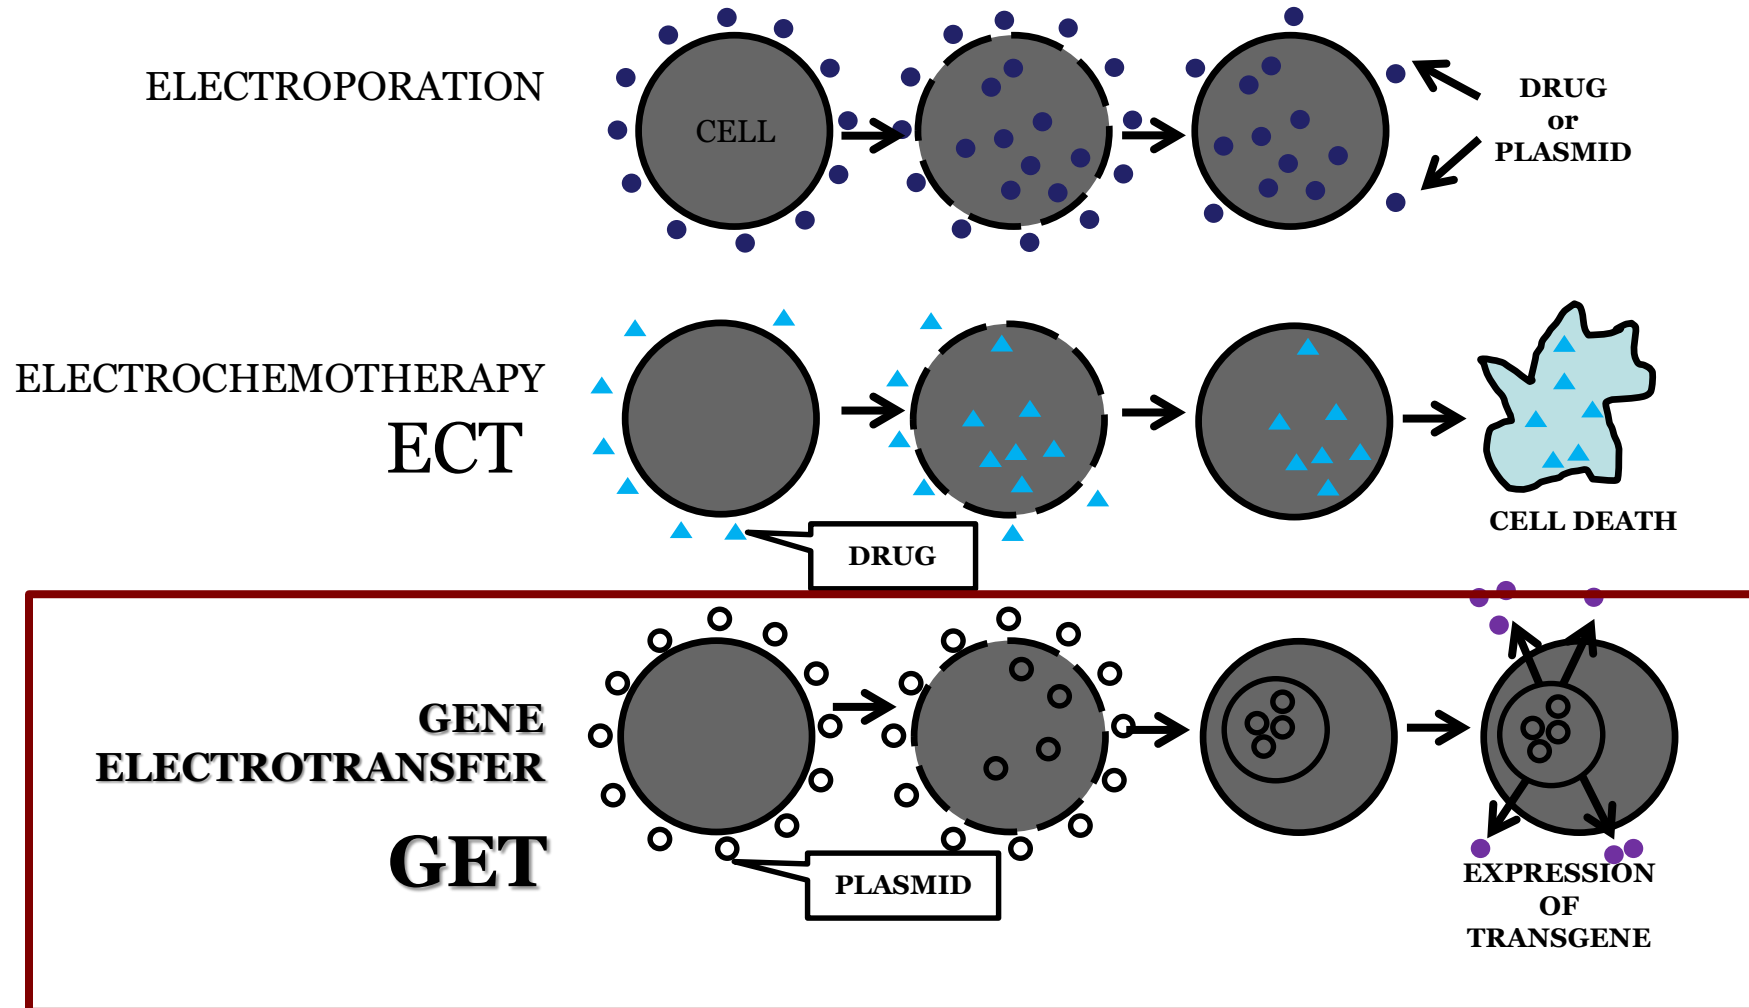 ELECTROPORATION
CELL
DRUG
or
PLASMID
ELECTROCHEMOTHERAPY
ECT
DRUG
CELL DEATH
GENE
ELECTROTRANSFER
GET
PLASMID
EXPRESSION
OF
TRANSGENE